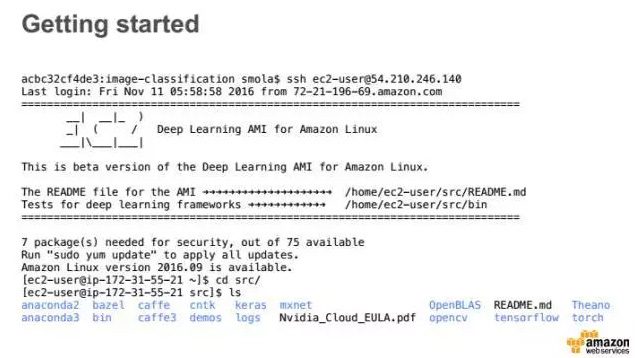 Getting started
acbc32cf4de3:image-classification smola$ ssh ec2-user@54.210.246.140
Last login: Fri Nov 11 05:58:58 2016 from 72-21-196-69.amazon.com
=============================================================================
       __|  __|_  )
       _|  (     /   Deep Learning AMI for Amazon Linux
      ___|\___|___|
This is beta version of the Deep Learning AMI for Amazon Linux.
The README file for the AMI ➔➔➔➔➔➔➔➔➔➔➔➔➔➔➔➔➔➔➔➔ /home/ec2-user/src/README.md
Tests for deep learning frameworks ➔➔➔➔➔➔➔➔➔➔➔➔ /home/ec2-user/src/bin
=============================================================================
7 package(s) needed for security, out of 75 available
Run "sudo yum update" to apply all updates.
Amazon Linux version 2016.09 is available.
[ec2-user@ip-172-31-55-21 ~]$ cd src/
[ec2-user@ip-172-31-55-21 src]$ ls
anaconda2 bazel caffe cntk keras mxnet OpenBLAS README.md Theano
anaconda3 bin caffe3 demos logs Nvidia_Cloud_EULA.pdf opencv tensorflow torch
amazon
webservices